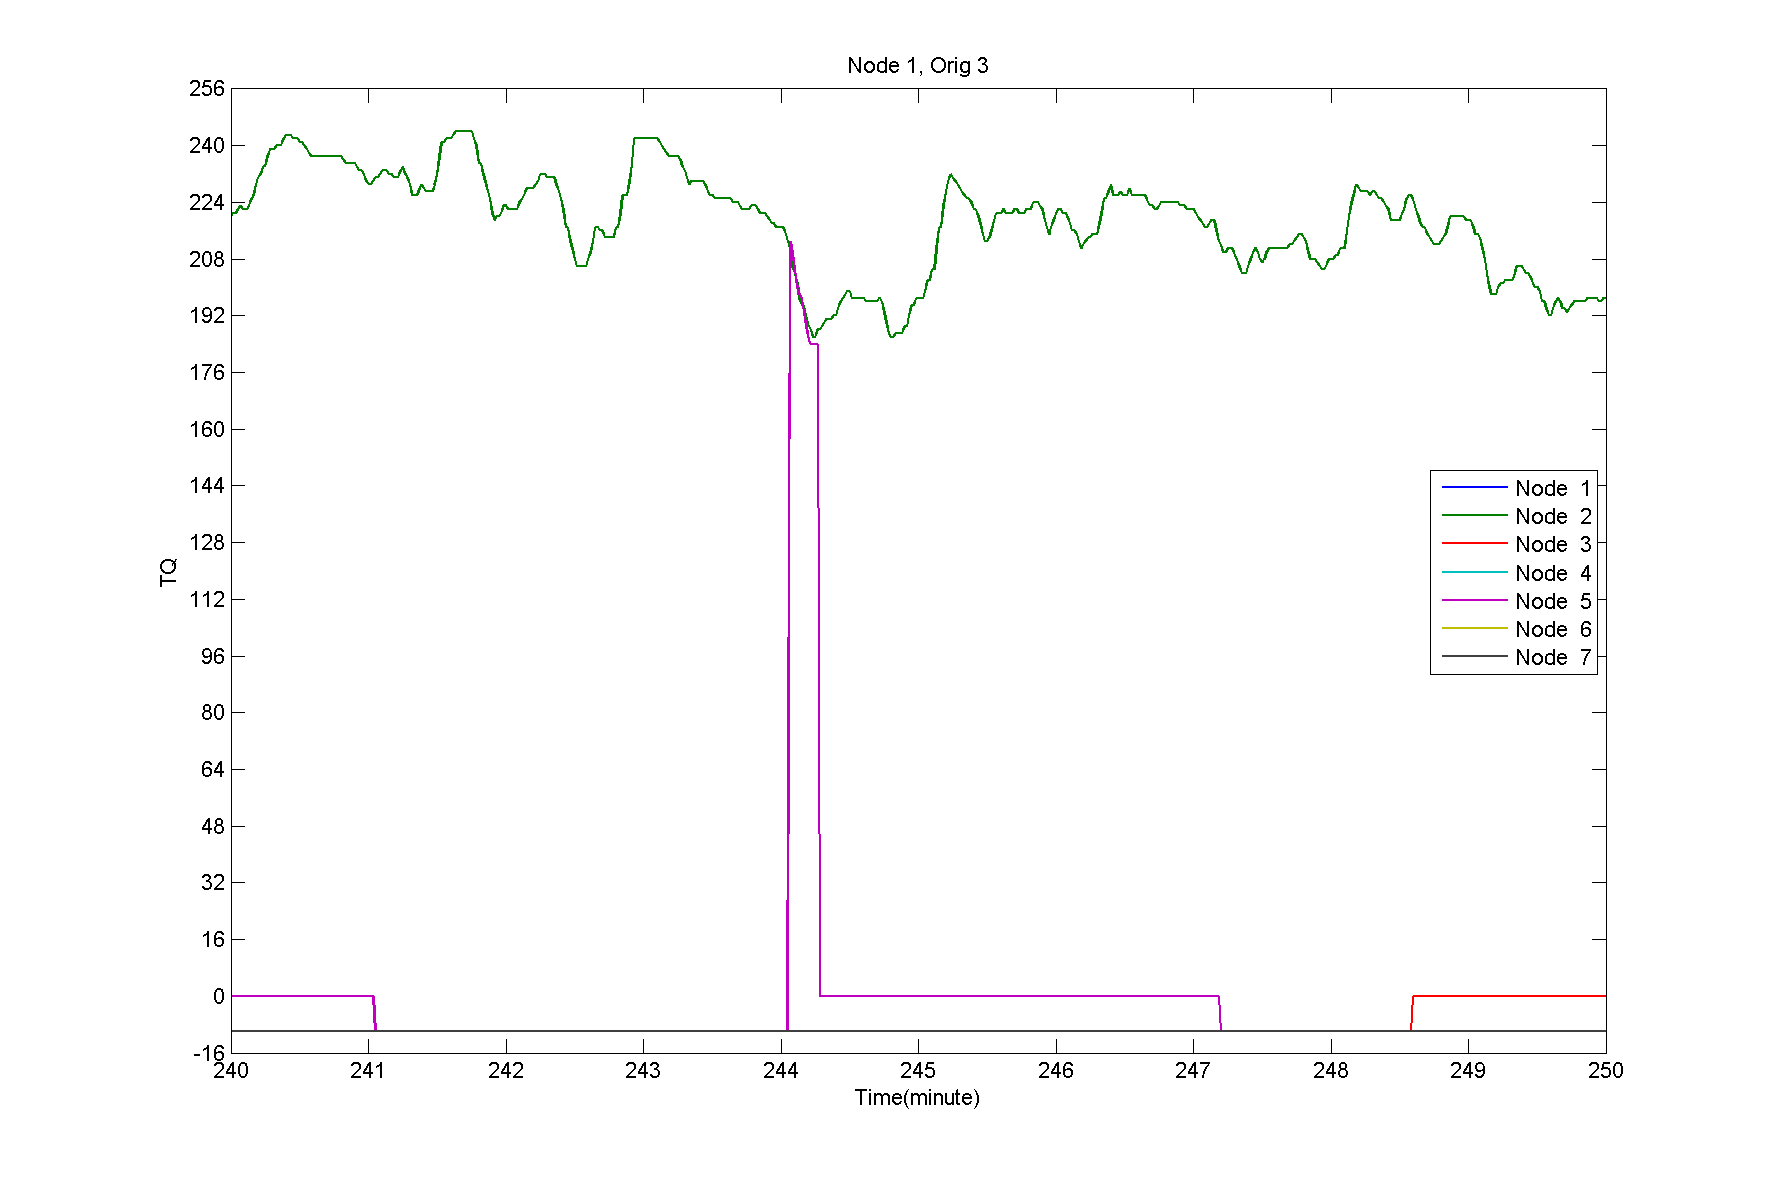 Node 1, Orig 3
256
240
224
208
192
176
160
144
128
112
96
80
64
48
32
16
0
-16
TQ
Node 1
Node 2
Node 3
Node 4
Node 5
Node 6
Node 7
240 241 242 243 244 245 246 247 248 249 250
Time(minute)